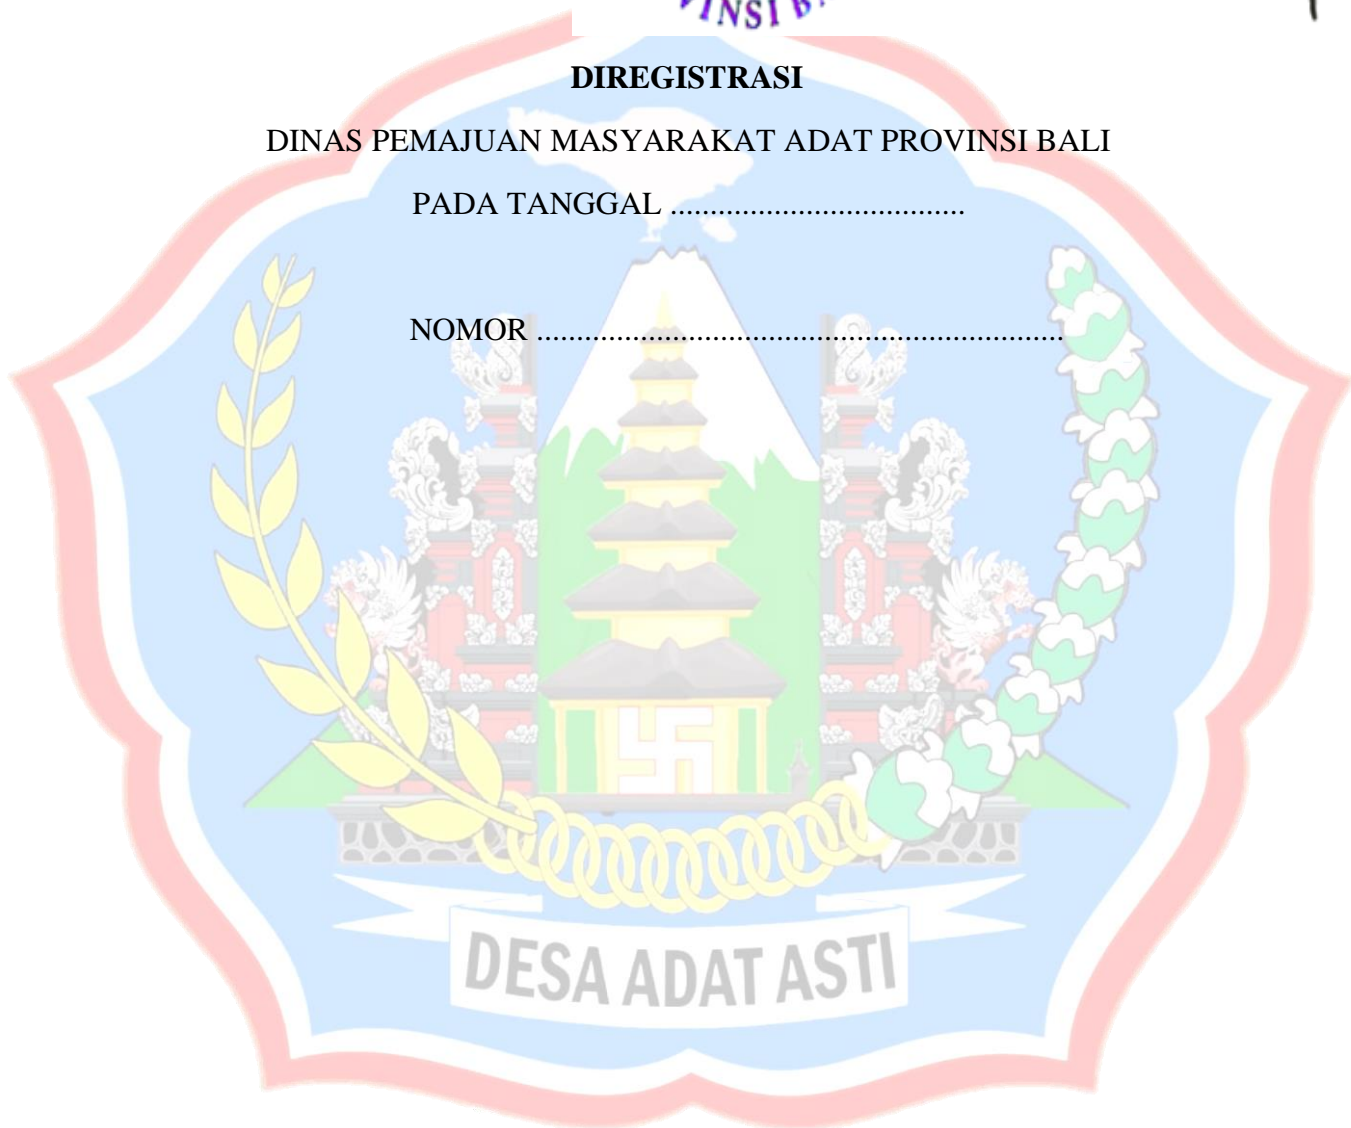 DIREGISTRASI
DINAS PEMAJUAN MASYARAKAT ADAT PROVINSI BALI
PADA TANGGAL .....................................
NOMOR ..................................................................
DESA ADAT ASTI